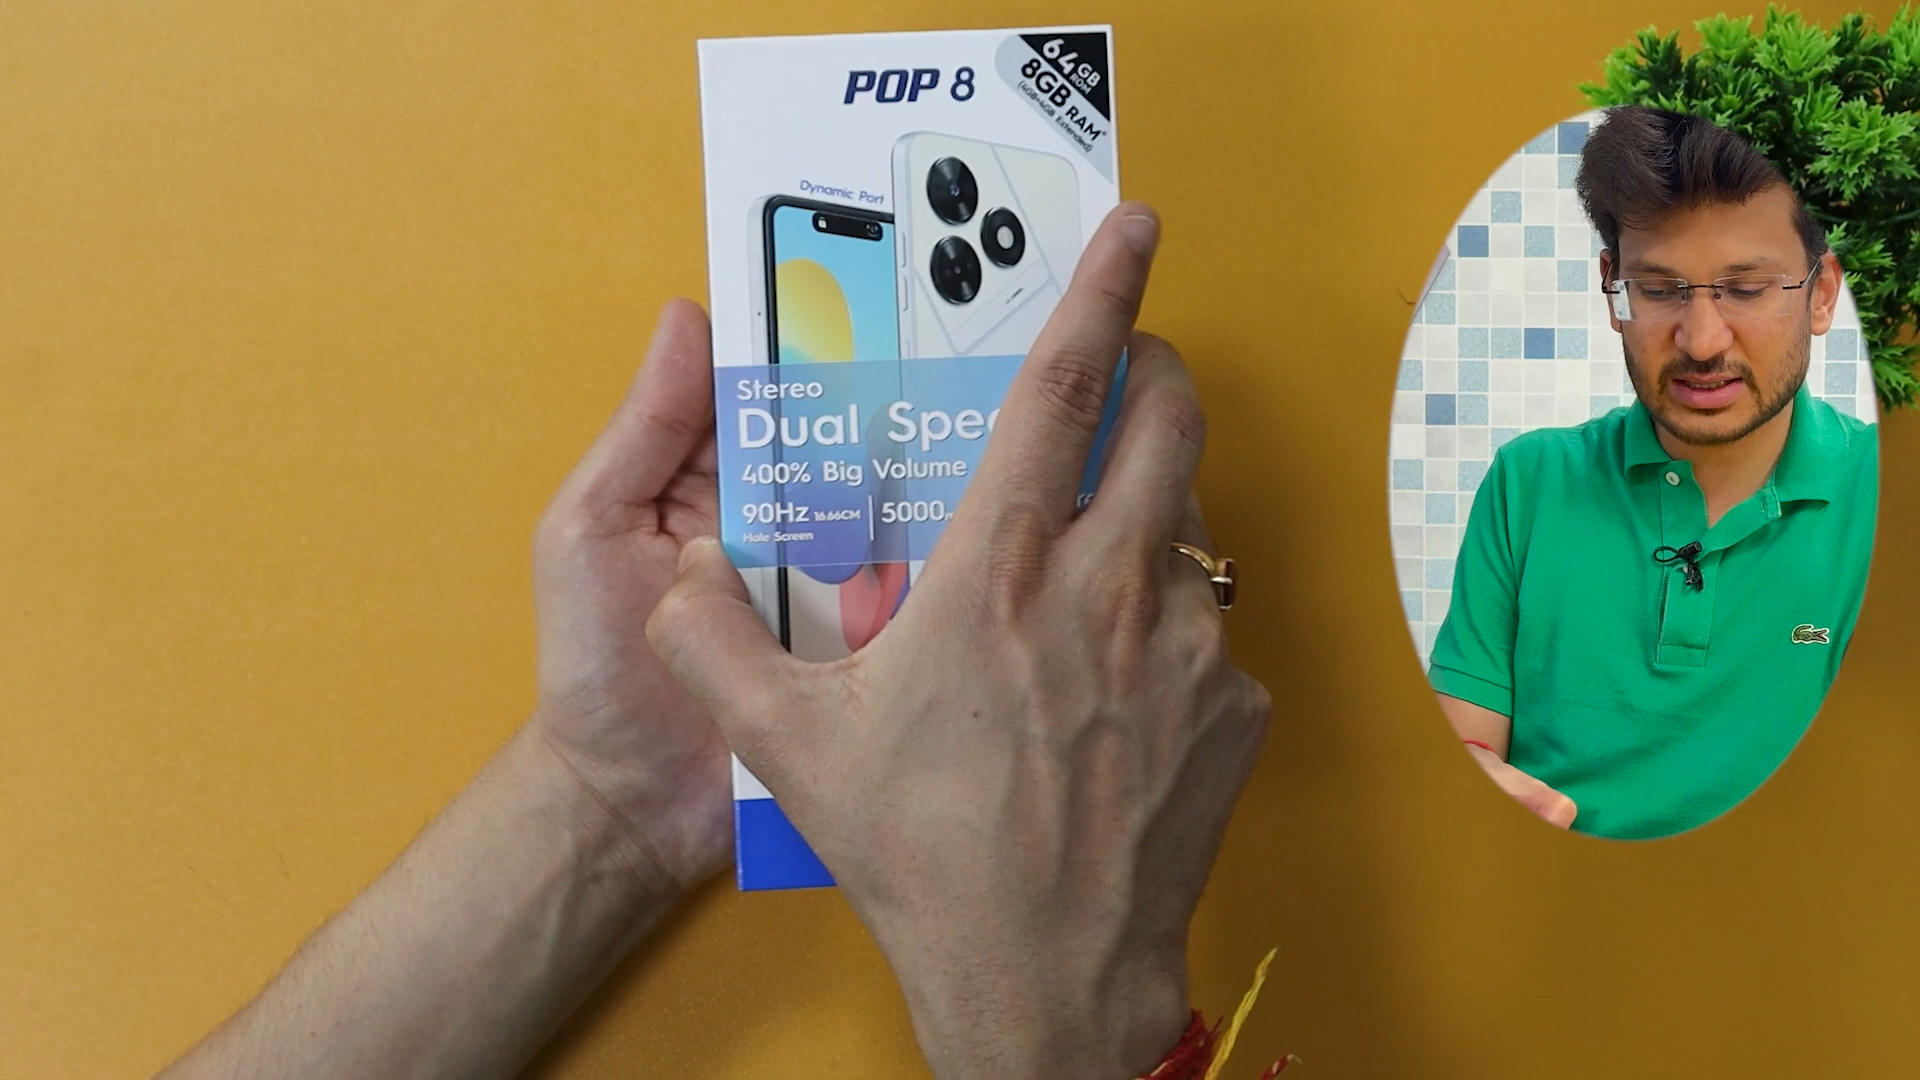 POP 8
64GB
ROM
8GB RAM*
(4GB+4GB Extended)
Dynamic Port
Stereo
Dual
400% Big Volume
90Hz 16.66CM
5000
Hole Screen